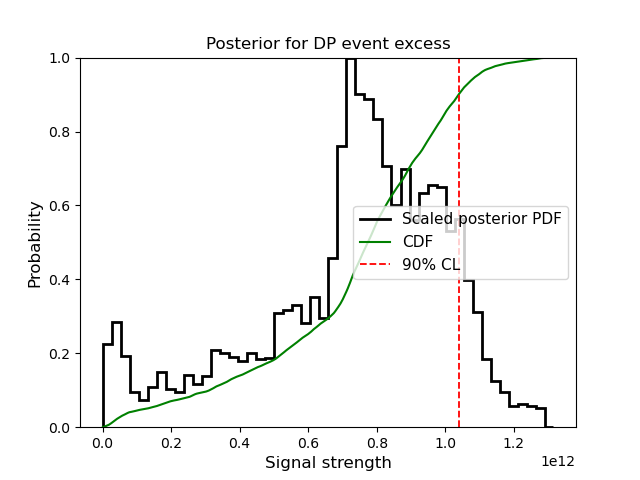 Posterior for DP event excess
Probability
1.0
0.8
0.6
0.4
0.2
0.0
Scaled posterior PDF
CDF
90% CL
0.0 0.2 0.4 0.6 0.8 1.0 1.2
1e12
Signal strength